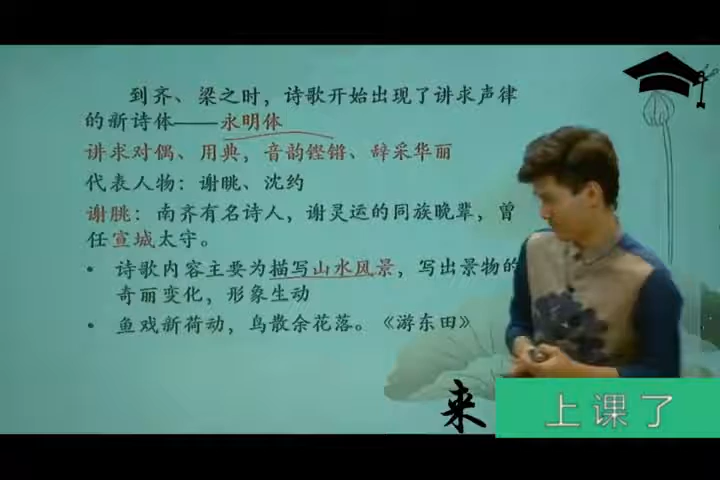 到齐、梁之时，诗歌开始出现了讲求声律
的新诗体——永明体
讲求对偶、用典，音韵铿锵、辞采华丽
代表人物：谢眺、沈约
谢朓：南齐有名诗人，谢灵运的同族晚辈，曾
任宣城太守。
• 诗歌内容主要为描写山水风景，写出景物的
奇丽变化，形象生动
• 鱼戏新荷动，鸟散余花落。《游东田》
来
上课了